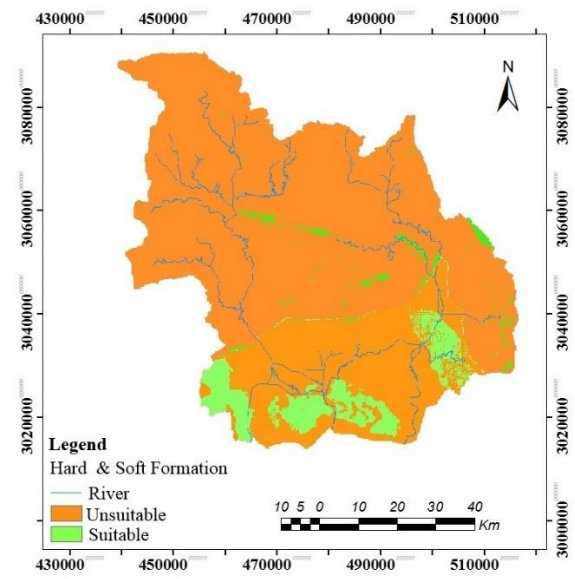 430000 450000 470000 490000 510000
N
3080000 3080000
3060000 3060000
3040000 3040000
3020000 3020000
3000000
Legend
Hard & Soft Formation
River
Unsuitable
Suitable
10 5 0 10 20 30 40
Km
430000 450000 470000 490000 510000